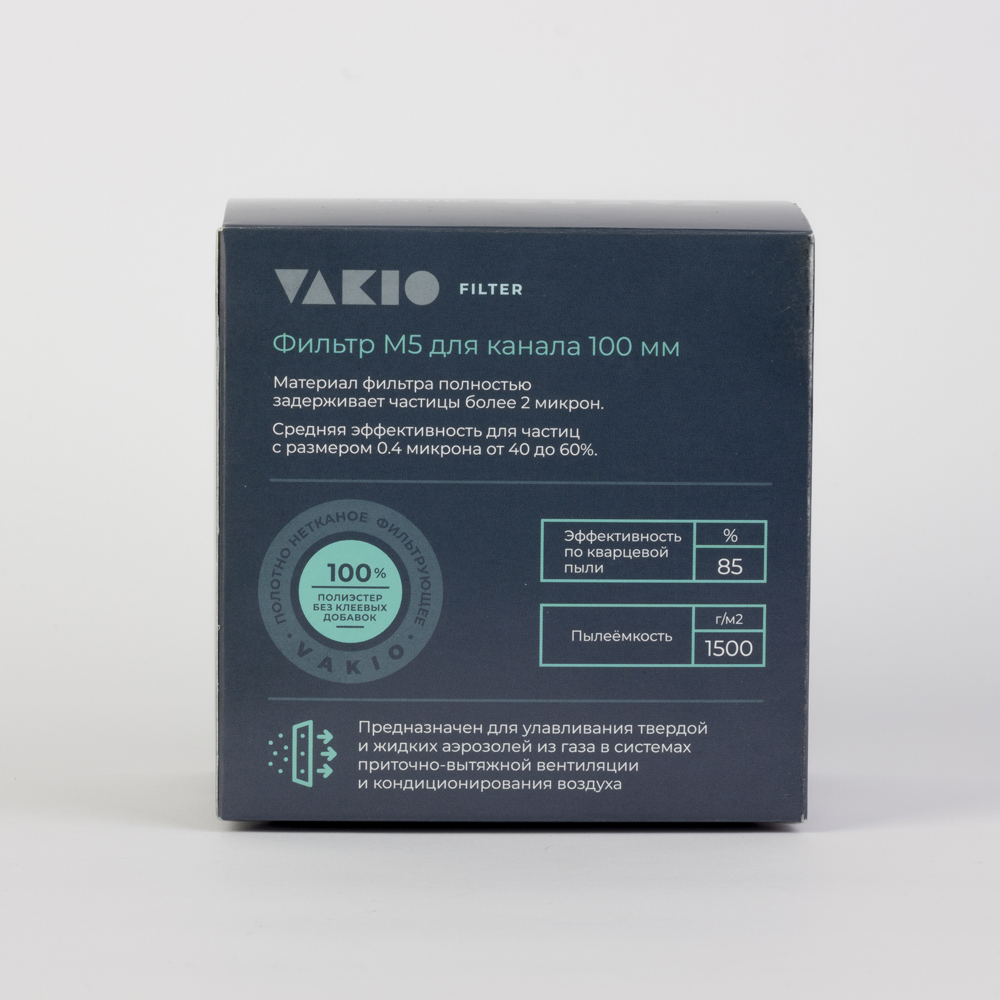 VAKIO FILTER
Фильтр M5 для канала 100 мм
Материал фильтра полностью
задерживает частицы более 2 микрон.
Средняя эффективность для частиц
с размером 0.4 микрона от 40 до 60%.
ПОЛОТНО НЕТКАНОЕ ФИЛЬТРУЮЩЕЕ
100%
ПОЛИЭСТЕР
БЕЗ КЛЕЕВЫХ
ДОБАВОК
• VAKIO •
Эффективность
по кварцевой
пыли
%
85
Пылеёмкость
г/м2
1500
Предназначен для улавливания твердой
и жидких аэрозолей из газа в системах
приточно-вытяжной вентиляции
и кондиционирования воздуха